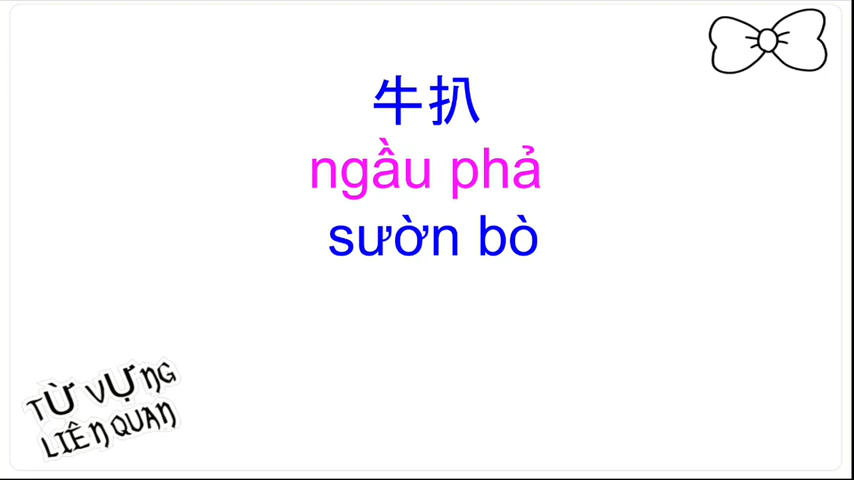 牛扒
ngầu phả
sườn bò
TỪ VỰNG
LIÊN QUAN